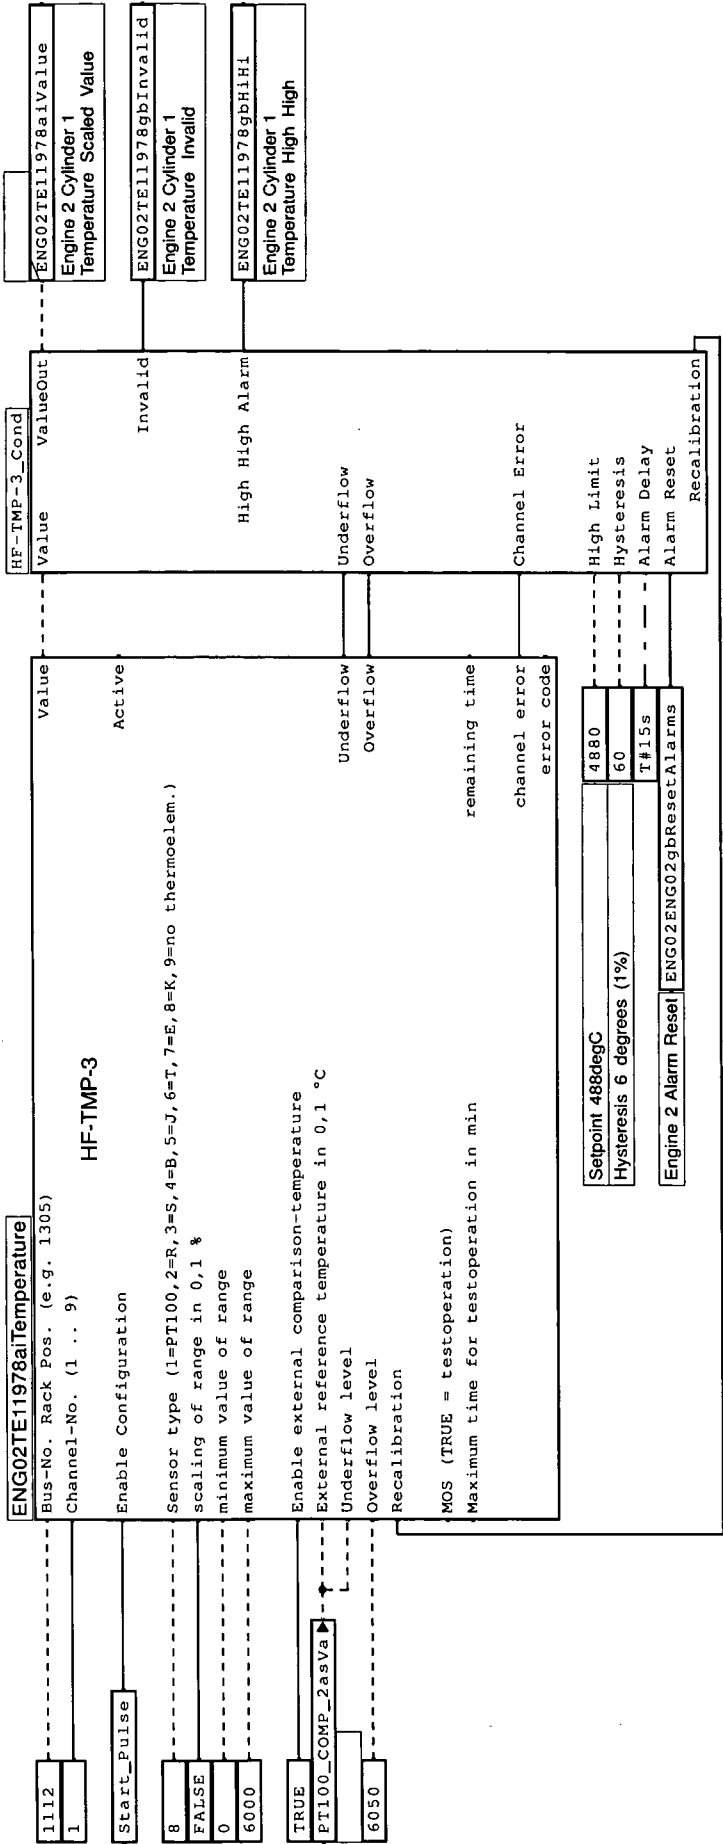 ENG02TE11978aiTemperature
HF-TMP-3
1112
Bus-No. Rack Pos. (e.g. 1305)
Value
1
Channel-No. (1 .. 9)
Start_Pulse
Enable Configuration
Active
8
Sensor type (1=PT100,2=R,3=S,4=B,5=J,6=T,7=E,8=K,9=no thermoelem.)
FALSE
scaling of range in 0,1 %
0
minimum value of range
6000
maximum value of range
TRUE
Enable external comparison-temperature
PT100_COMP_2asVa
External reference temperature in 0,1 °C
Underflow level
Underflow
6050
Overflow level
Overflow
Recalibration
MOS (TRUE = testoperation)
Maximum time for testoperation in min
remaining time
channel error
error code
HF-TMP-3_Cond
Value
ValueOut
Invalid
High High Alarm
Underflow
Overflow
Channel Error
High Limit
Hysteresis
Alarm Delay
Alarm Reset
Recalibration
Setpoint 488degC
4880
Hysteresis 6 degrees (1%)
60
T#15s
Engine 2 Alarm Reset
ENG02ENG02gbResetAlarms
ENG02TE11978aiValue
Engine 2 Cylinder 1
Temperature Scaled Value
ENG02TE11978gbInvalid
Engine 2 Cylinder 1
Temperature Invalid
ENG02TE11978gbHiHi
Engine 2 Cylinder 1
Temperature High High